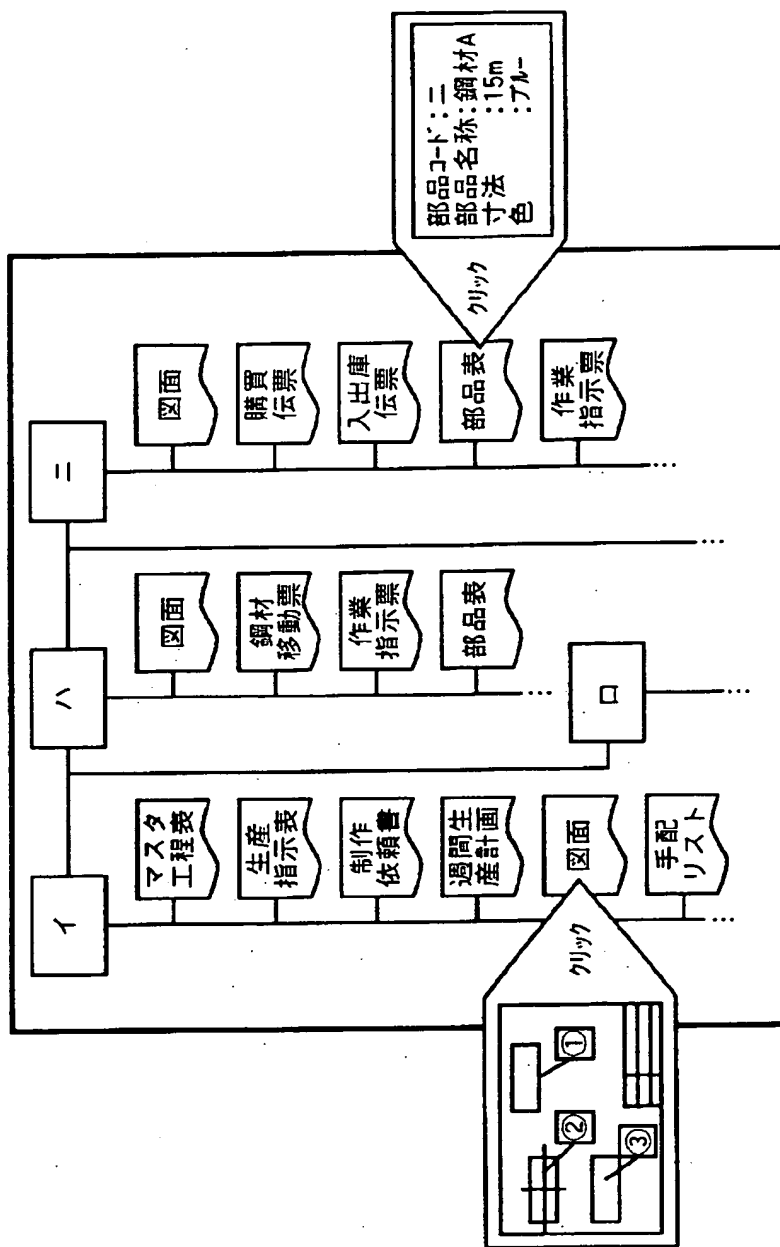 イ
マスタ
工程表
生産
指示表
制作
依頼書
週間生
産計画
図面
手配
リスト
…
クリック
①
②
③
ハ
図面
鋼材
移動票
作業
指示票
部品表
…
ロ
…
…
ニ
図面
購買
伝票
入出庫
伝票
部品表
作業
指示票
…
クリック
部品コード:ニ
部品名称:鋼材A
寸法 :15m
色 :ブルー